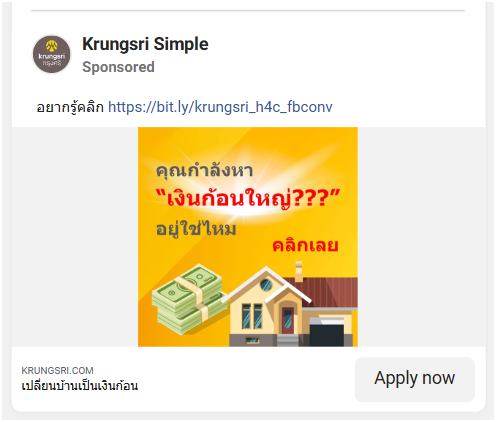 Krungsri Simple
krungsri
กรุงศรี
Sponsored
อยากรู้คลิก https://bit.ly/krungsri_h4c_fbconv
คุณกำลังหา
“เงินก้อนใหญ่???”
อยู่ใช่ไหม
คลิกเลย
KRUNGSRI.COM
เปลี่ยนบ้านเป็นเงินก้อน
Apply now